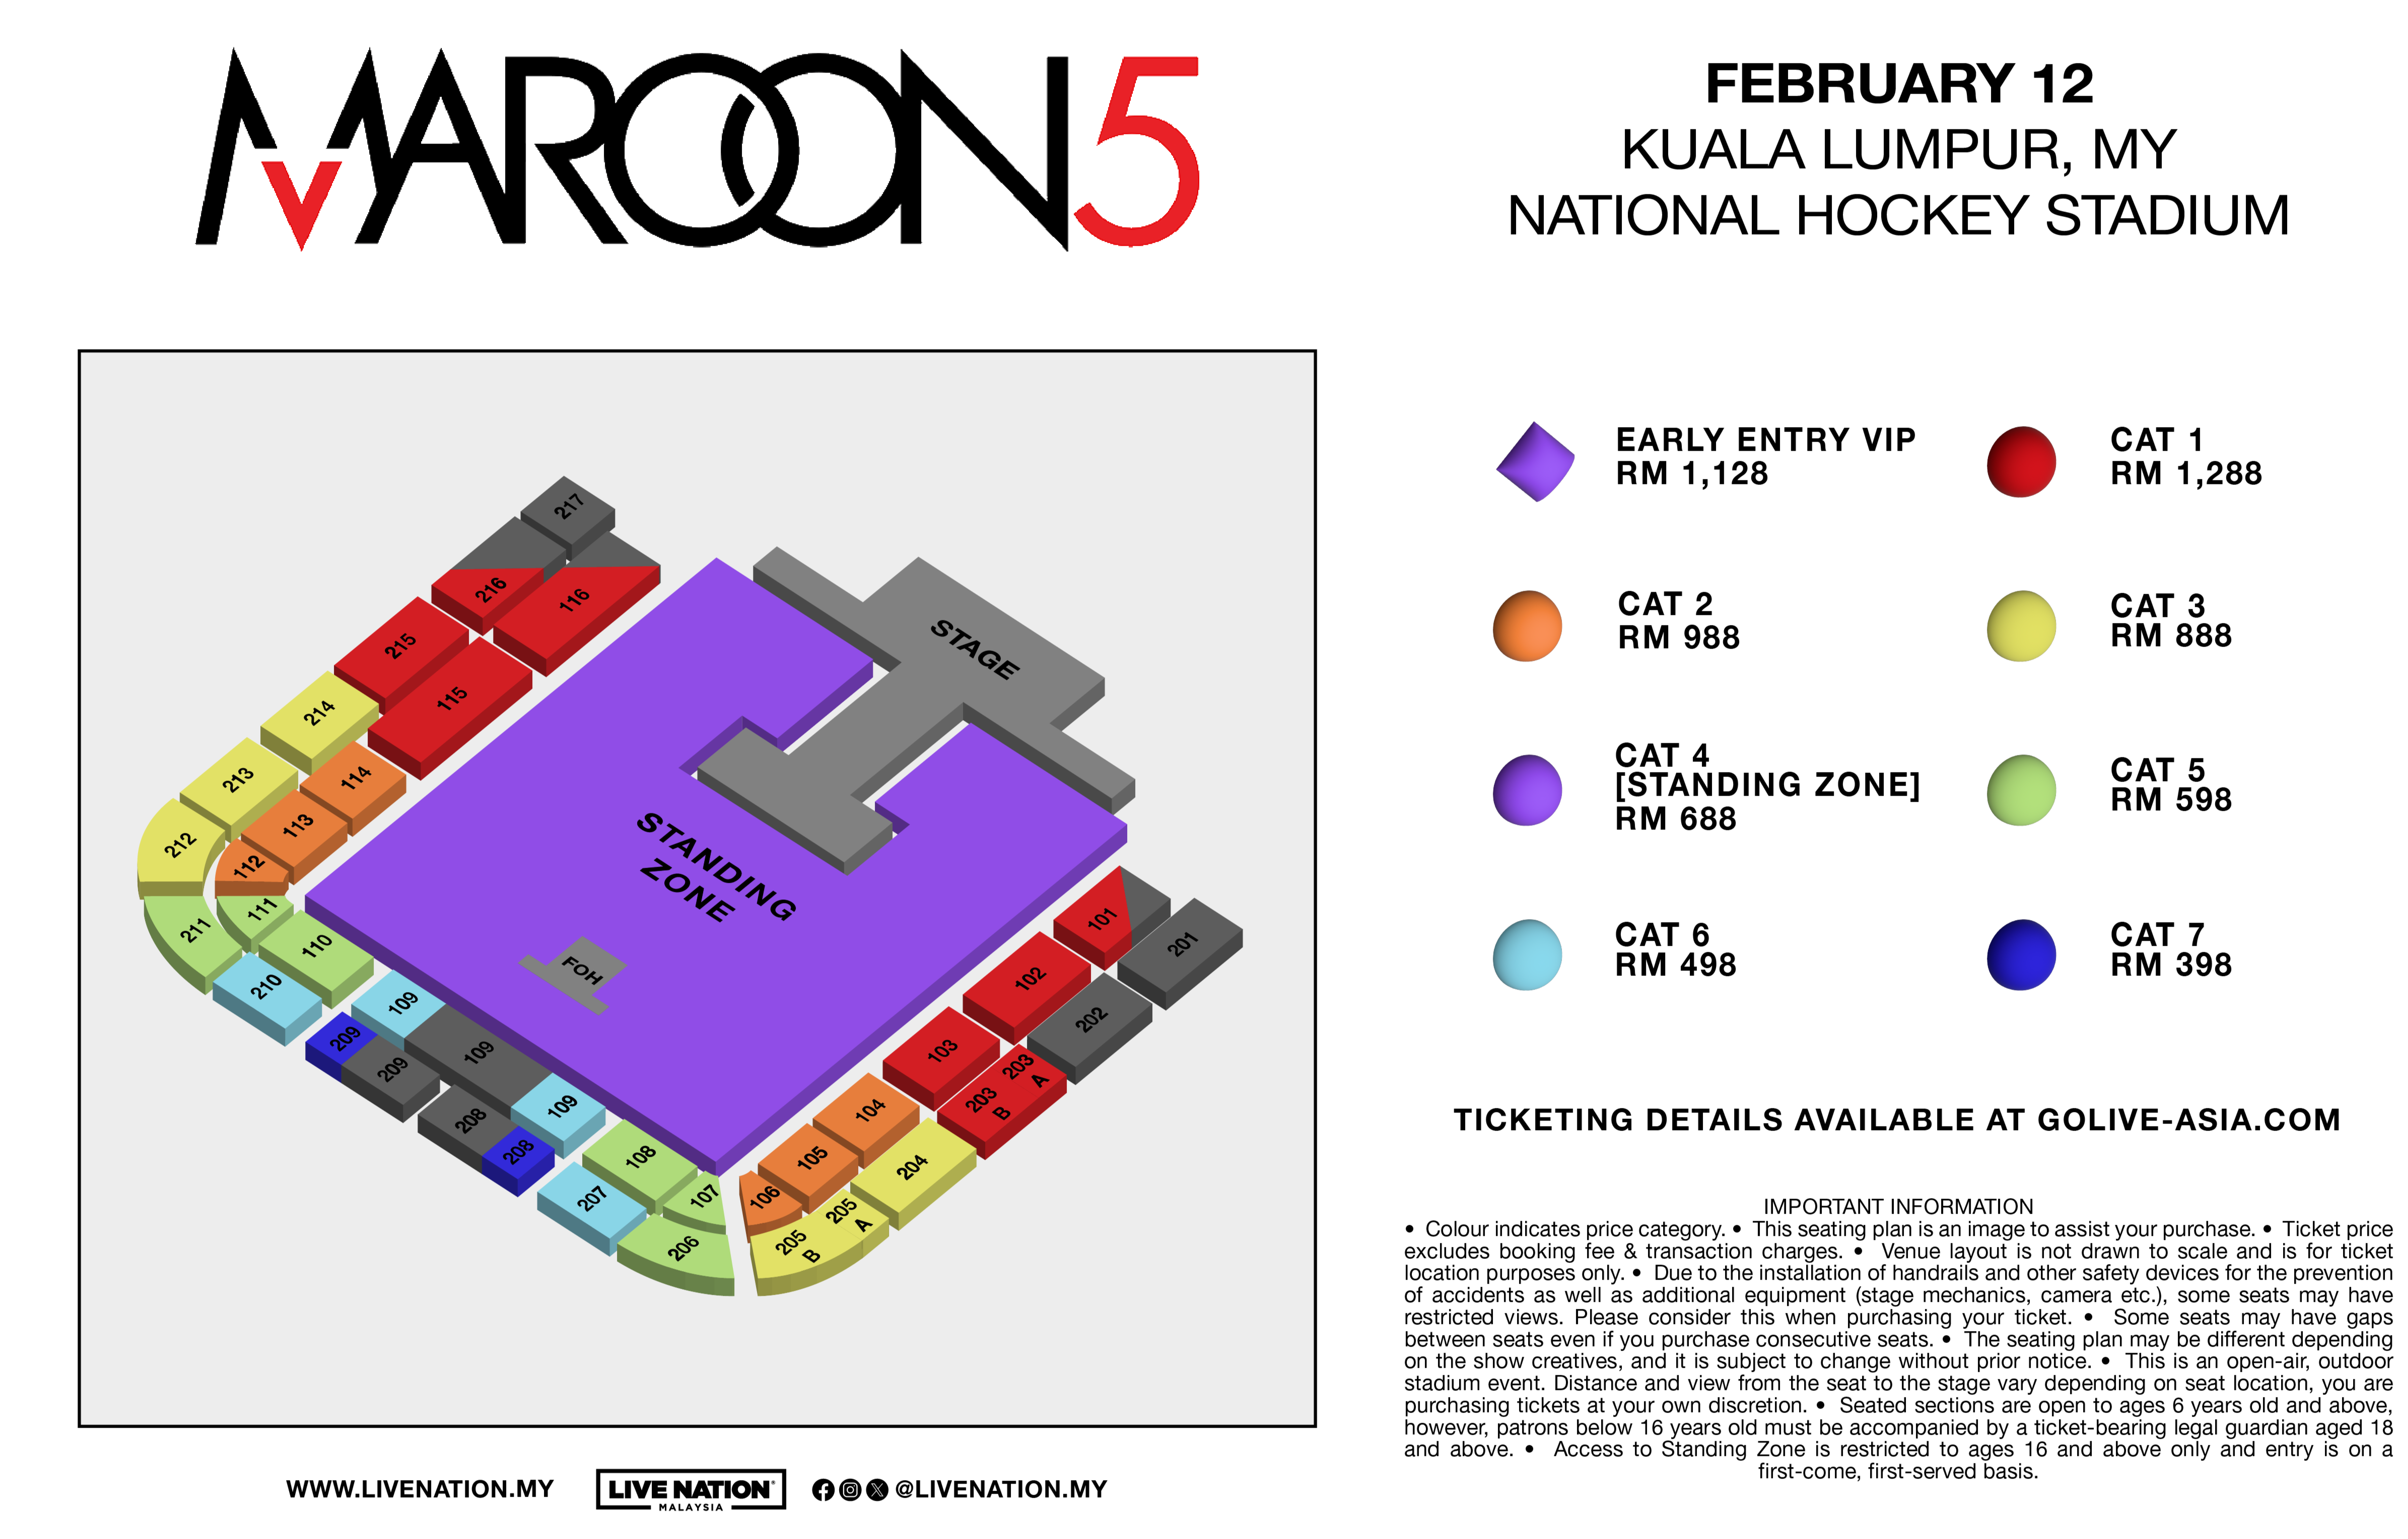 MAROON 5
FEBRUARY 12
KUALA LUMPUR, MY
NATIONAL HOCKEY STADIUM
217
216
116
215
115
214
114
213
113
212
112
211
111
210
110
109
209
109
209
208
109
208
108
207
107
206
STAGE
STANDING
ZONE
FOH
101
201
102
202
103
203
A
203
B
104
204
105
205
A
106
205
B
EARLY ENTRY VIP
RM 1,128
CAT 1
RM 1,288
CAT 2
RM 988
CAT 3
RM 888
CAT 4
[STANDING ZONE]
RM 688
CAT 5
RM 598
CAT 6
RM 498
CAT 7
RM 398
TICKETING DETAILS AVAILABLE AT GOLIVE-ASIA.COM
IMPORTANT INFORMATION
• Colour indicates price category. • This seating plan is an image to assist your purchase. • Ticket price
excludes booking fee & transaction charges. • Venue layout is not drawn to scale and is for ticket
location purposes only. • Due to the installation of handrails and other safety devices for the prevention
of accidents as well as additional equipment (stage mechanics, camera etc.), some seats may have
restricted views. Please consider this when purchasing your ticket. • Some seats may have gaps
between seats even if you purchase consecutive seats. • The seating plan may be different depending
on the show creatives, and it is subject to change without prior notice. • This is an open-air, outdoor
stadium event. Distance and view from the seat to the stage vary depending on seat location, you are
purchasing tickets at your own discretion. • Seated sections are open to ages 6 years old and above,
however, patrons below 16 years old must be accompanied by a ticket-bearing legal guardian aged 18
and above. • Access to Standing Zone is restricted to ages 16 and above only and entry is on a
first-come, first-served basis.
WWW.LIVENATION.MY
LIVE NATION®
MALAYSIA
@LIVENATION.MY